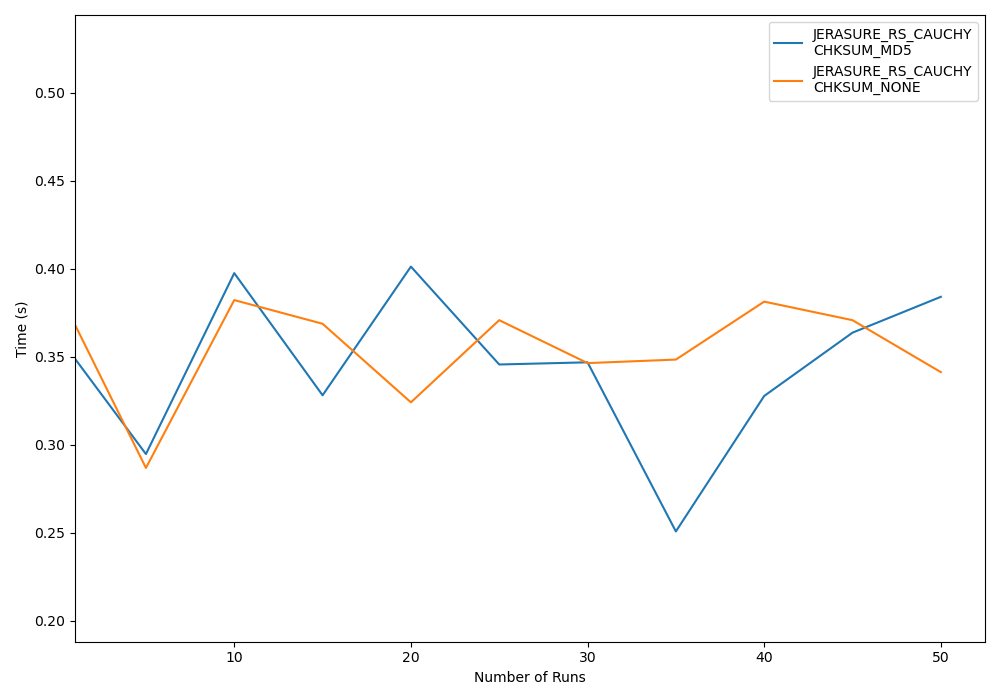 JERASURE_RS_CAUCHY
CHKSUM_MD5
JERASURE_RS_CAUCHY
CHKSUM_NONE
0.50
0.45
0.40
0.35
0.30
0.25
0.20
Time (s)
10 20 30 40 50
Number of Runs